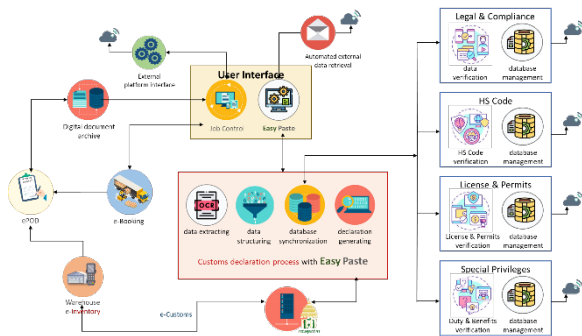 Legal & Compliance
data
verification
database
management
External
platform interface
Automated external
data retrieval
User Interface
Job Control
Easy Paste
Digital document
archive
HS Code
HS Code
verification
database
management
ePOD
e-Booking
OCR
data extracting
data
structuring
database
synchronization
declaration
generating
Customs declaration process with Easy Paste
License & Permits
License & Permits
verification
database
management
Warehouse
e-Inventory
e-Customs
Special Privileges
Duty & Benefits
verification
database
management